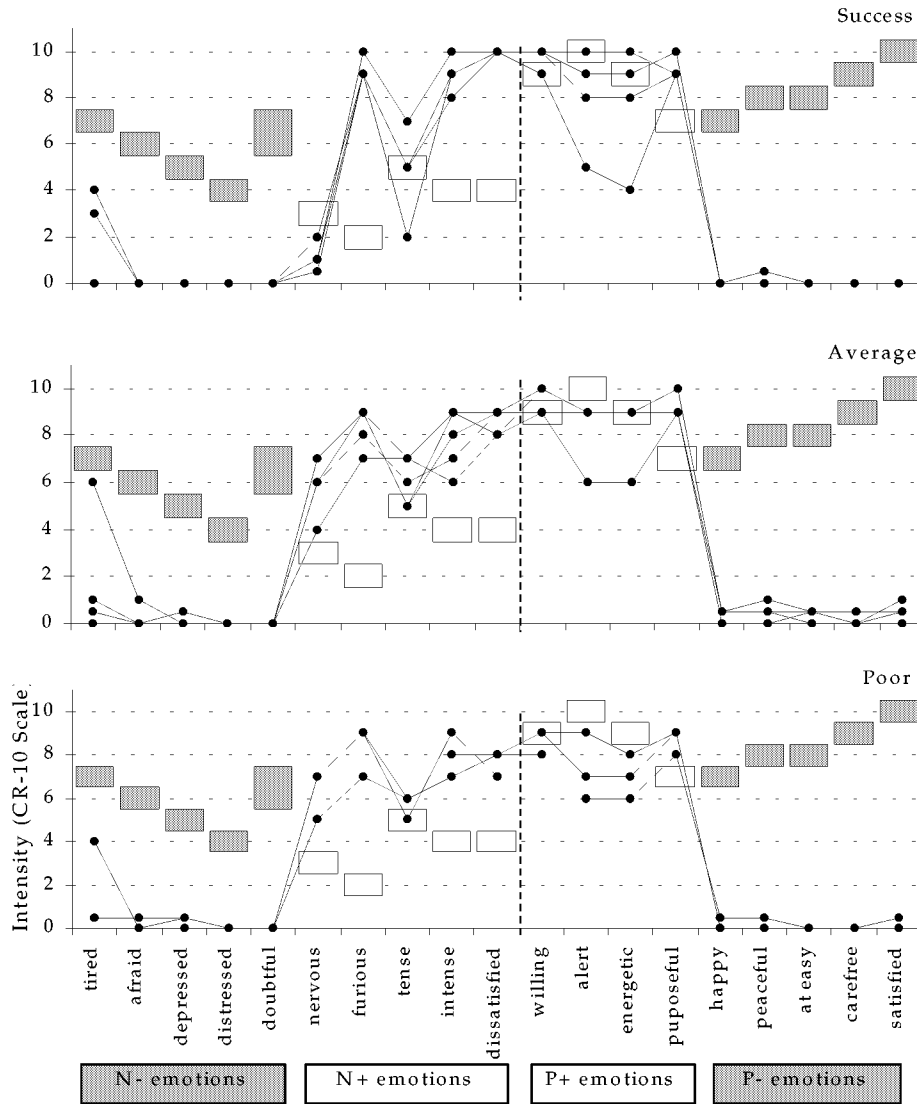 Success
10
8
6
4
2
0
Average
10
8
6
4
2
0
Poor
10
8
6
4
2
0
Intensity (CR-10 Scale)
tired
afraid
depressed
distressed
doubtful
nervous
furious
tense
intense
dissatisfied
willing
alert
energetic
puposeful
happy
peaceful
at easy
carefree
satisfied
N- emotions
N+ emotions
P+ emotions
P- emotions